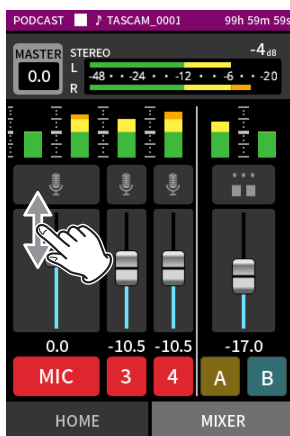 PODCAST ♪ TASCAM_0001 99h 59m 59s
MASTER STEREO -4dB
0.0 L -48 · · -24 · · -12 · -6 · · -20
R
0.0 -10.5 -10.5 -17.0
MIC 3 4 A B
HOME MIXER